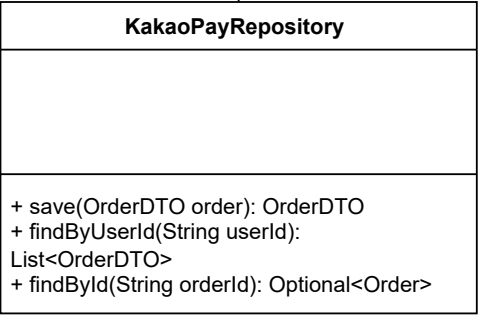 KakaoPayRepository
+ save(OrderDTO order): OrderDTO
+ findByUserId(String userId):
List<OrderDTO>
+ findById(String orderId): Optional<Order>